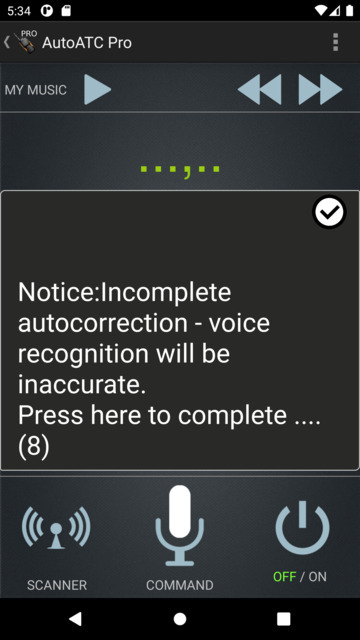 5:34
PRO
AutoATC Pro
MY MUSIC
...,..
Notice:Incomplete
autocorrection - voice
recognition will be
inaccurate.
Press here to complete ....
(8)
SCANNER
COMMAND
OFF / ON